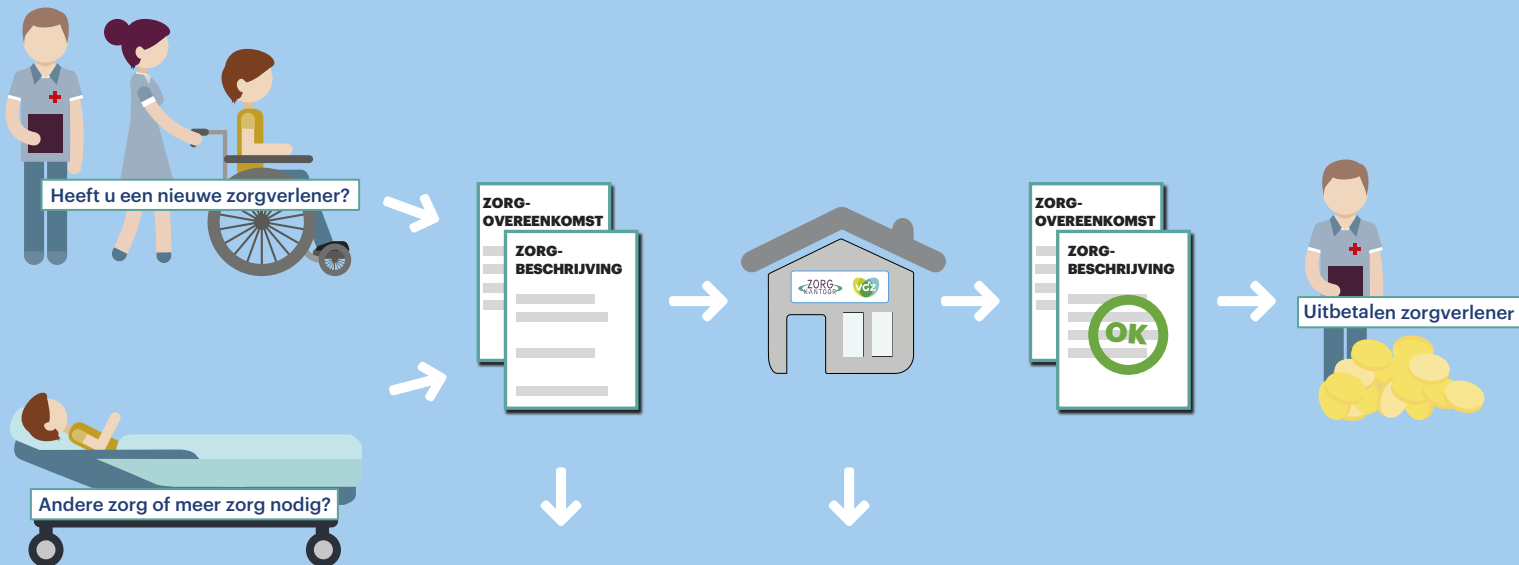 Heeft u een nieuwe zorgverlener?
Andere zorg of meer zorg nodig?
ZORG-
OVEREENKOMST
ZORG-
BESCHRIJVING
ZORG
KANTOOR
vgz
ZORG-
OVEREENKOMST
ZORG-
BESCHRIJVING
OK
Uitbetalen zorgverlener